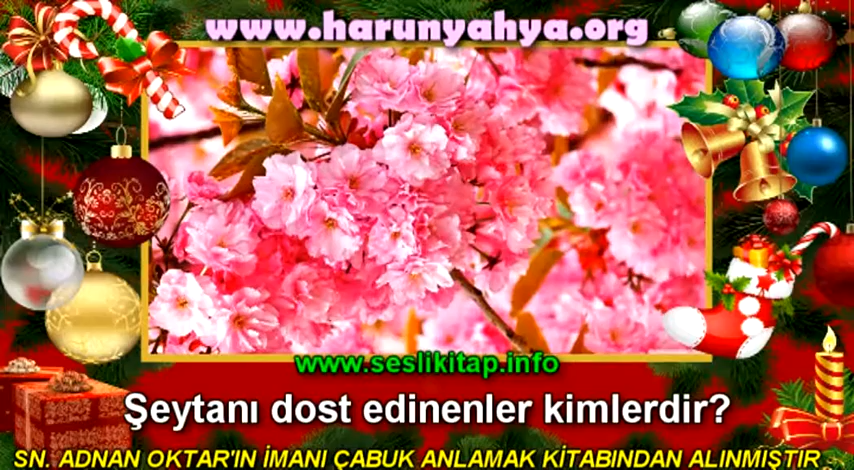 www.harunyahya.org
www.seslikitap.info
Şeytanı dost edinenler kimlerdir?
SN. ADNAN OKTAR'IN İMANI ÇABUK ANLAMAK KİTABINDAN ALINMIŞTIR